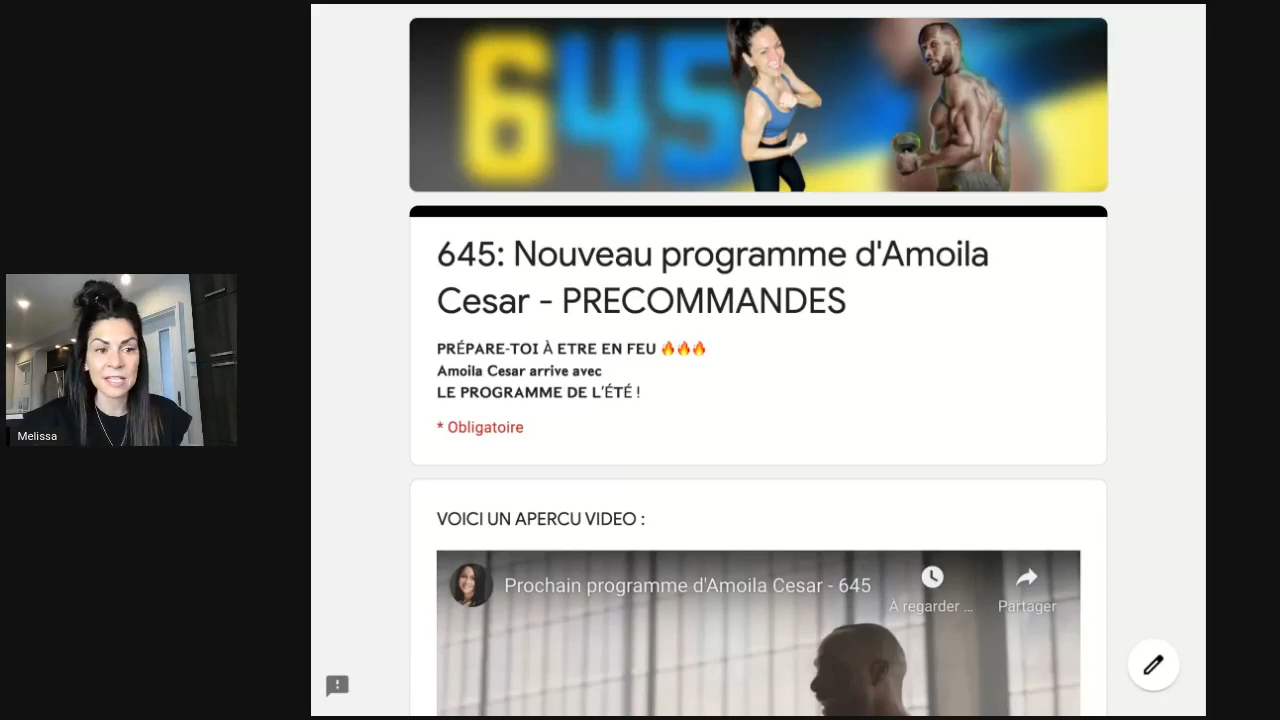 645
645: Nouveau programme d'Amoila
Cesar - PRECOMMANDES
PRÉPARE-TOI À ETRE EN FEU 🔥🔥🔥
Amoila Cesar arrive avec
LE PROGRAMME DE L'ÉTÉ !
* Obligatoire
Melissa
VOICI UN APERCU VIDEO :
Prochain programme d'Amoila Cesar - 645
À regarder ...
Partager